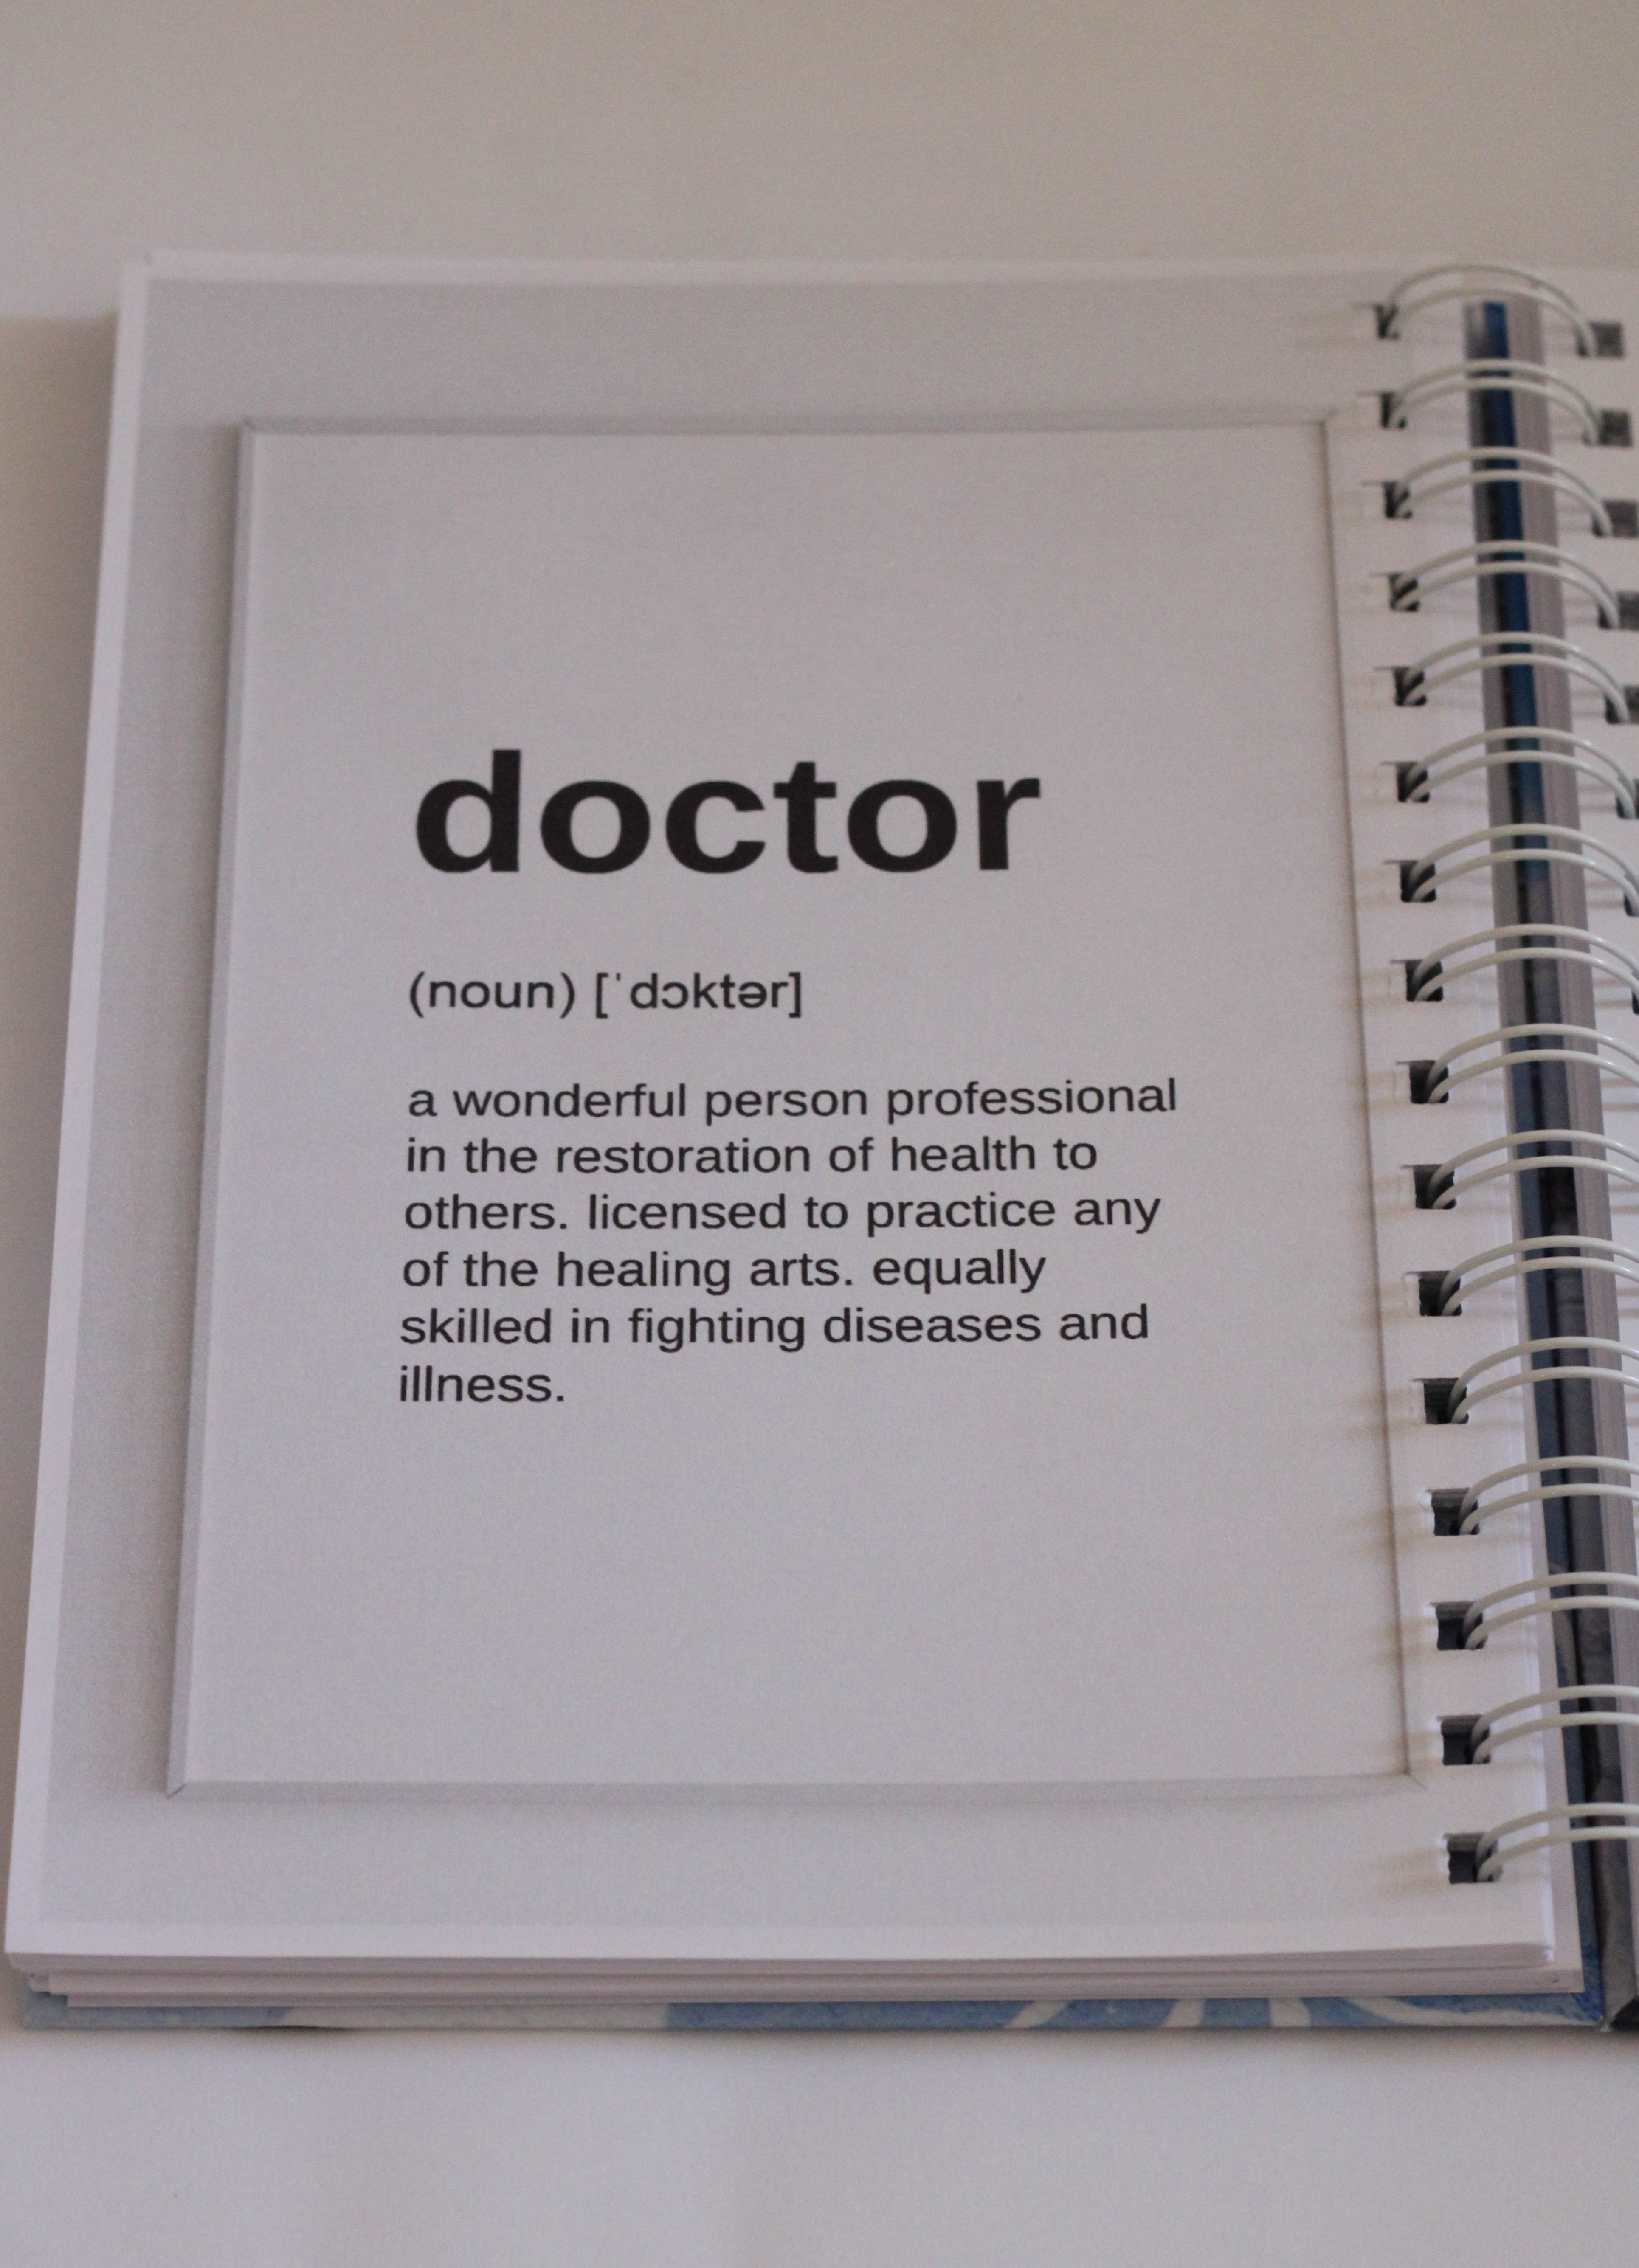 doctor
(noun) [ˈdɔktər]
a wonderful person professional
in the restoration of health to
others. licensed to practice any
of the healing arts. equally
skilled in fighting diseases and
illness.